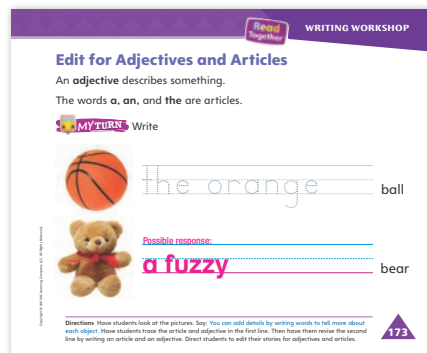 Read
Together
WRITING WORKSHOP
Edit for Adjectives and Articles
An adjective describes something.
The words a, an, and the are articles.
MY TURN Write
the orange ball
Possible response:
a fuzzy bear
Directions Have students look at the pictures. Say: You can add details by writing words to tell more about
each object. Have students trace the article and adjective in the first line. Then have them revise the second
line by writing an article and an adjective. Direct students to edit their stories for adjectives and articles.
173